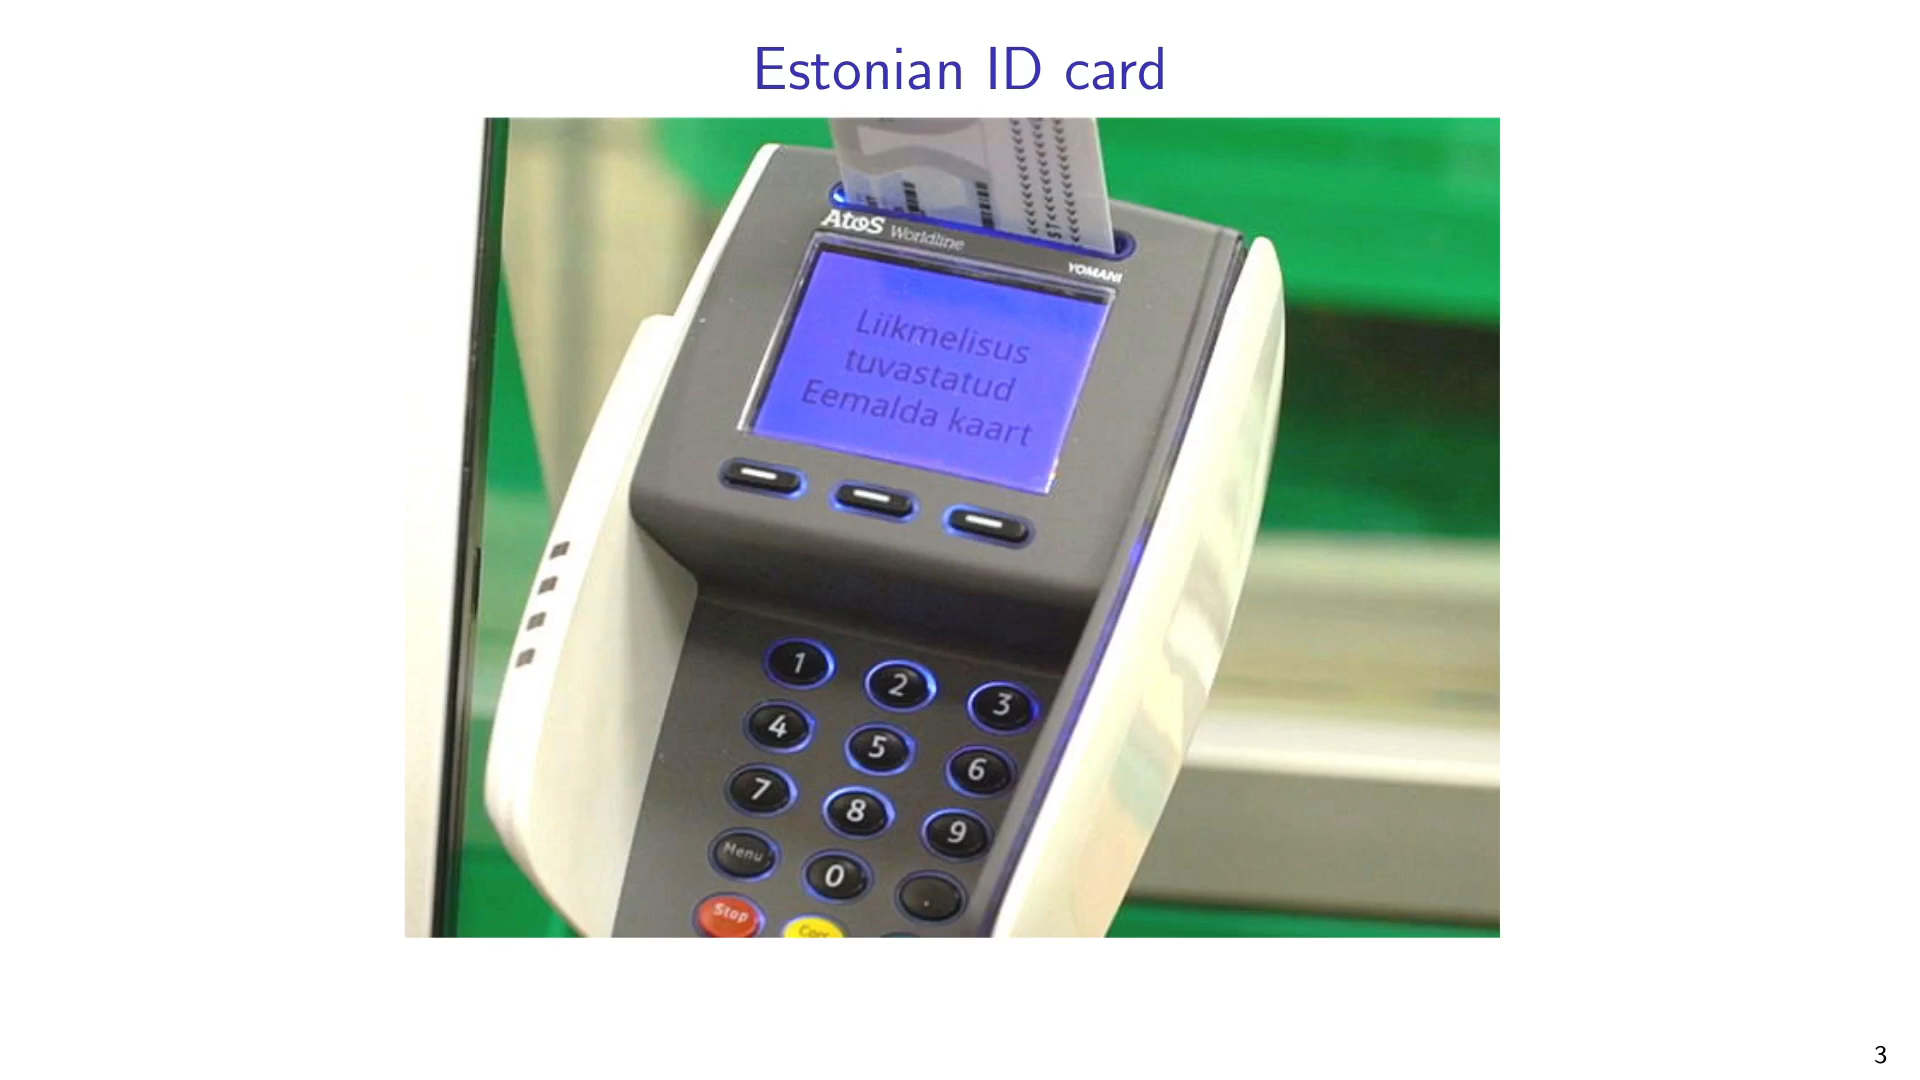 Estonian ID card
Atos Worldline
YOMANI
Liikmelisus
tuvastatud
Eemalda kaart
1 2 3
4 5 6
7 8 9
Menu 0 .
Stop Corr
3